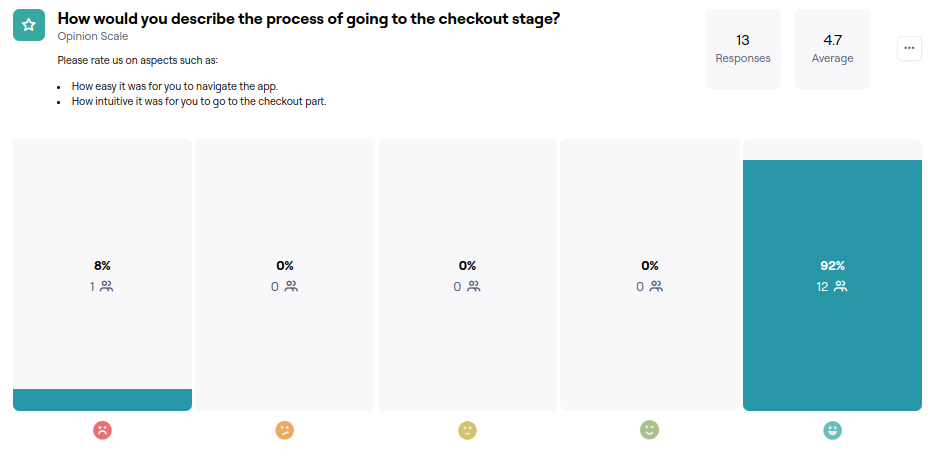 How would you describe the process of going to the checkout stage?
Opinion Scale
Please rate us on aspects such as:
• How easy it was for you to navigate the app.
• How intuitive it was for you to go to the checkout part.
13
Responses
4.7
Average
8%
1
0%
0
0%
0
0%
0
92%
12